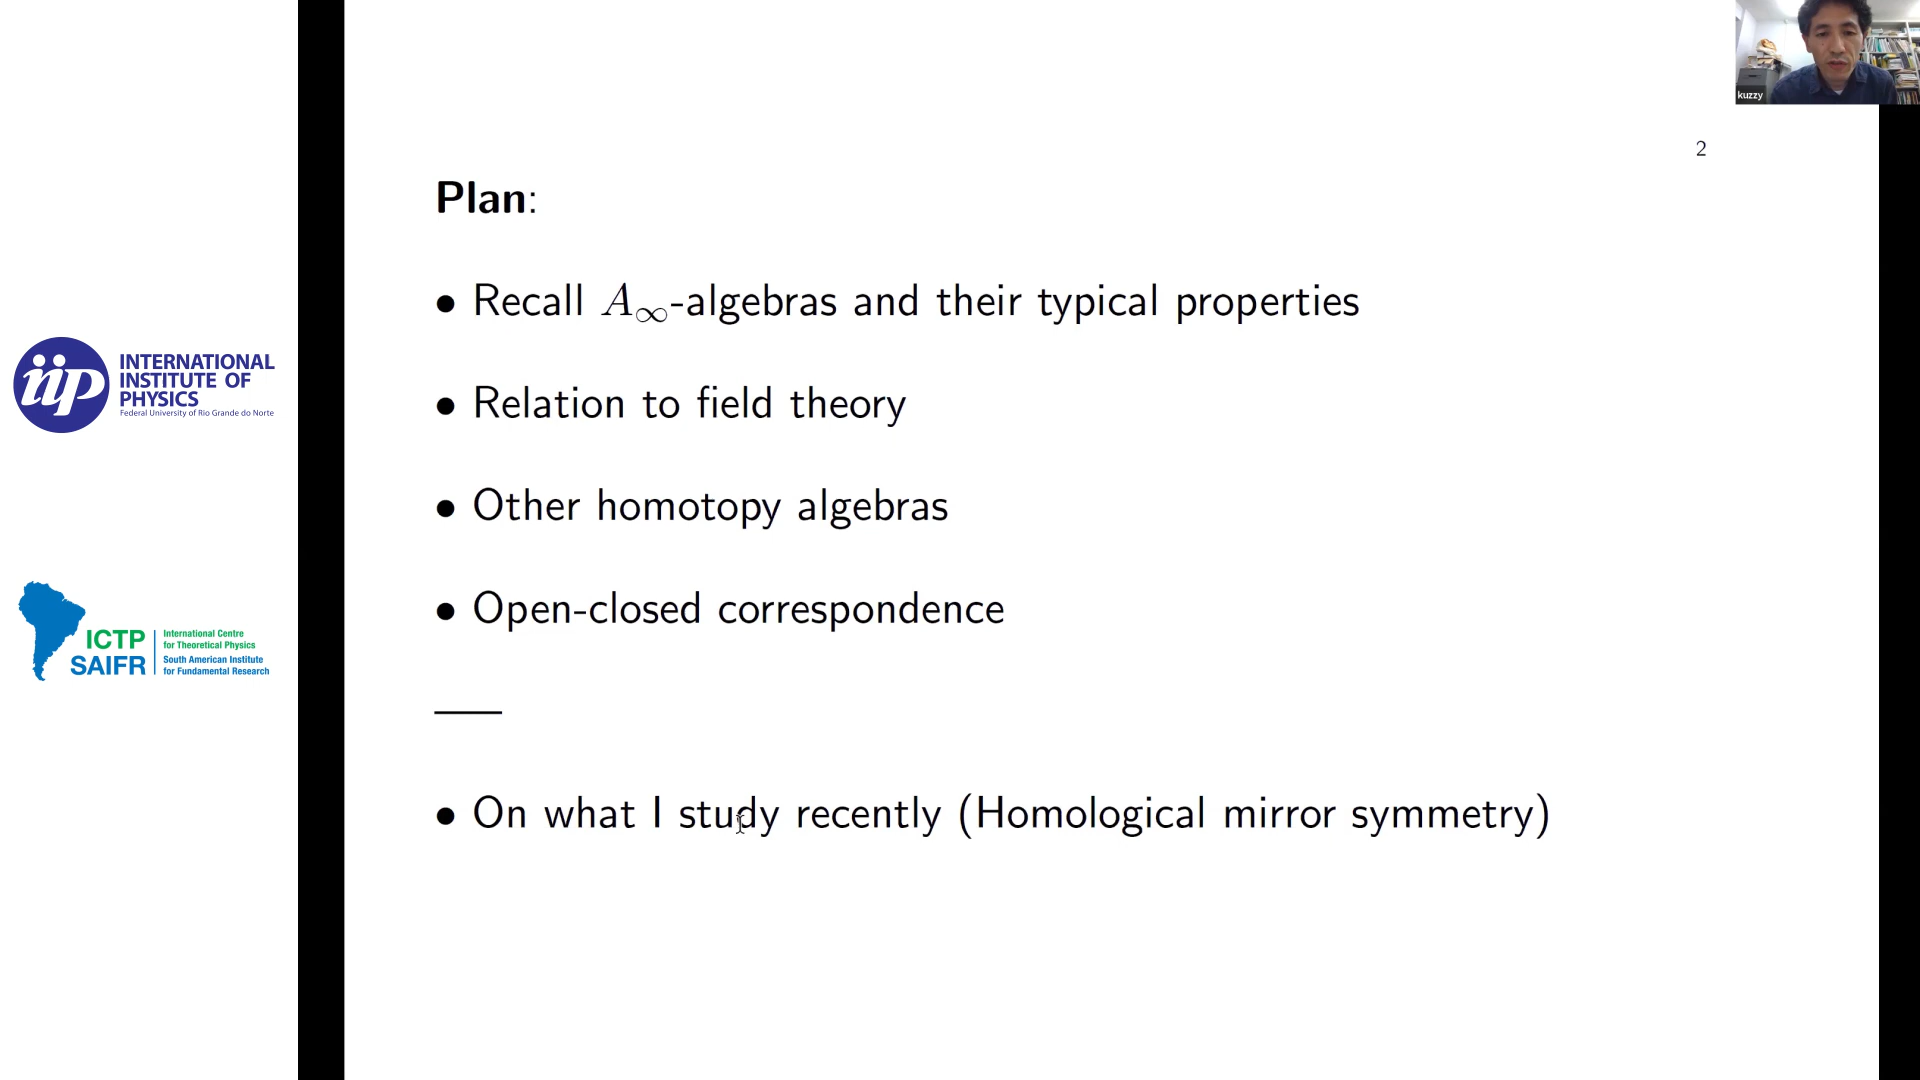 kuzzy
2
Plan:
• Recall A∞-algebras and their typical properties
• Relation to field theory
• Other homotopy algebras
• Open-closed correspondence
• On what I study recently (Homological mirror symmetry)
iip
INTERNATIONAL
INSTITUTE OF
PHYSICS
Federal University of Rio Grande do Norte
ICTP
SAIFR
International Centre
for Theoretical Physics
South American Institute
for Fundamental Research